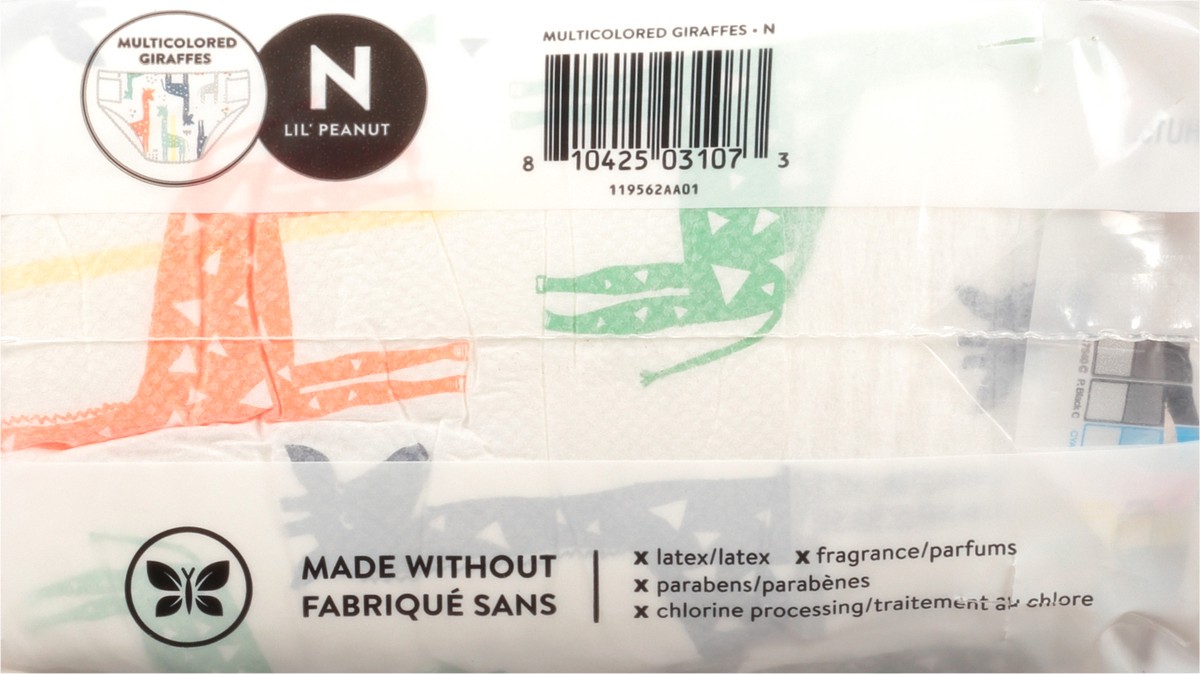 MULTICOLORED
GIRAFFES
N
LIL' PEANUT
MULTICOLORED GIRAFFES • N
8 10425 03107 3
119562AA01
P. Black C
MADE WITHOUT
FABRIQUÉ SANS
x latex/latex x fragrance/parfums
x parabens/parabènes
x chlorine processing/traitement au chlore